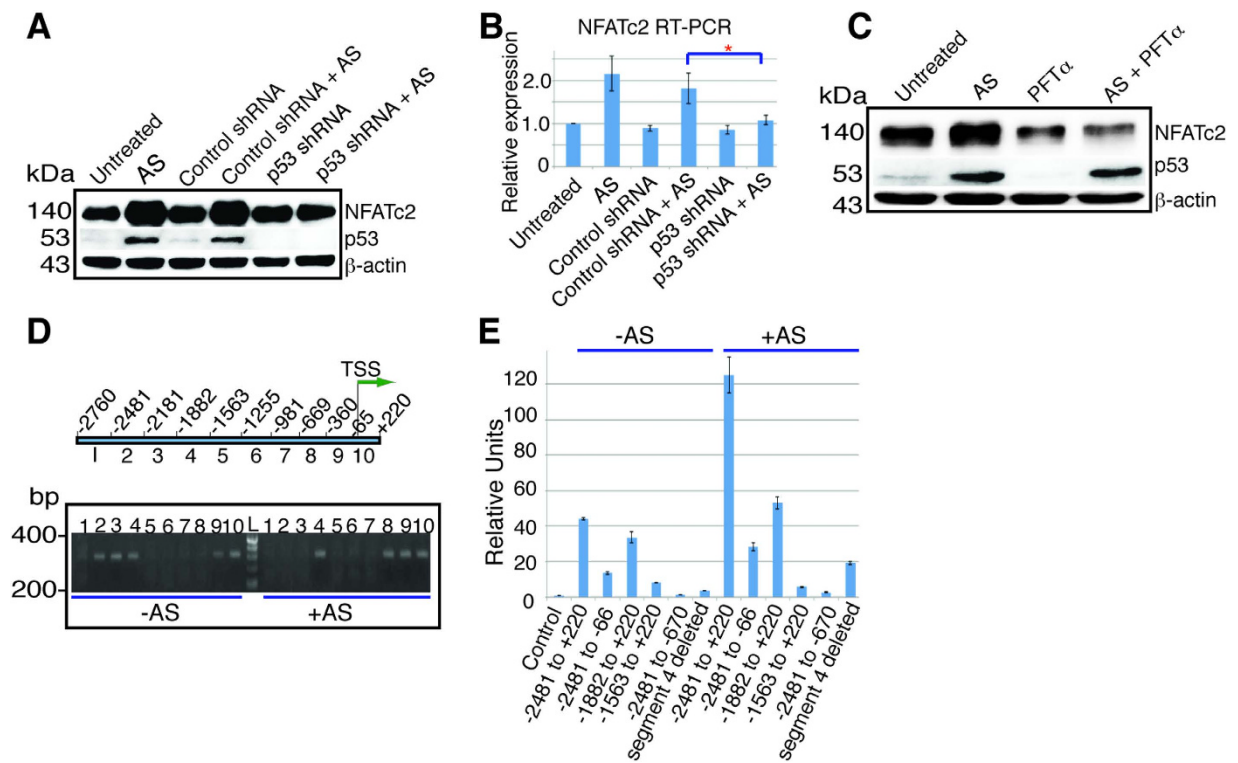 A
Untreated
AS
Control shRNA
Control shRNA + AS
p53 shRNA
p53 shRNA + AS
kDa
140
53
43
NFATc2
p53
β-actin
B
NFATc2 RT-PCR
Relative expression
2.0
1.0
0
*
Untreated
AS
Control shRNA
Control shRNA + AS
p53 shRNA
p53 shRNA + AS
C
Untreated
AS
PFTα
AS + PFTα
kDa
140
53
43
NFATc2
p53
β-actin
D
TSS
-2760
-2481
-2181
-1882
-1563
-1255
-981
-669
-360
-65
+220
1 2 3 4 5 6 7 8 9 10
bp
400
200
1 2 3 4 5 6 7 8 9 10 L 1 2 3 4 5 6 7 8 9 10
-AS
+AS
E
-AS
+AS
Relative Units
120
100
80
60
40
20
0
Control
-2481 to +220
-2481 to -66
-1882 to +220
-1563 to +220
-2481 to -670
segment 4 deleted
-2481 to +220
-2481 to -66
-1882 to +220
-1563 to +220
-2481 to -670
segment 4 deleted